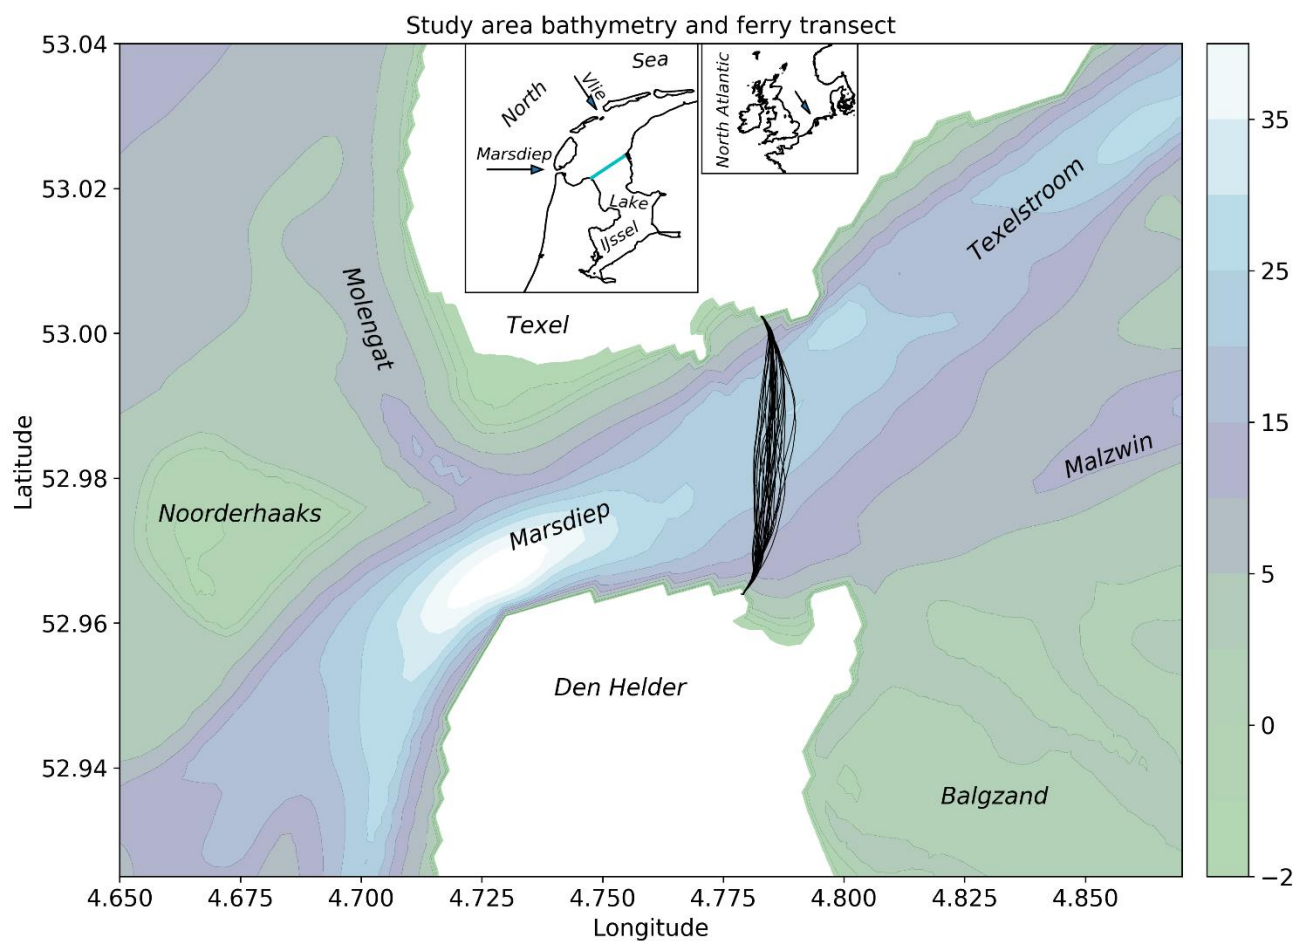 Study area bathymetry and ferry transect
53.04
53.02
53.00
52.98
52.96
52.94
Latitude
4.650
4.675
4.700
4.725
4.750
4.775
4.800
4.825
4.850
Longitude
Sea
North
Vlie
Marsdiep
Lake
IJssel
North Atlantic
Texelstroom
Molengat
Texel
Malzwin
Noorderhaaks
Marsdiep
Den Helder
Balgzand
35
25
15
5
0
−2